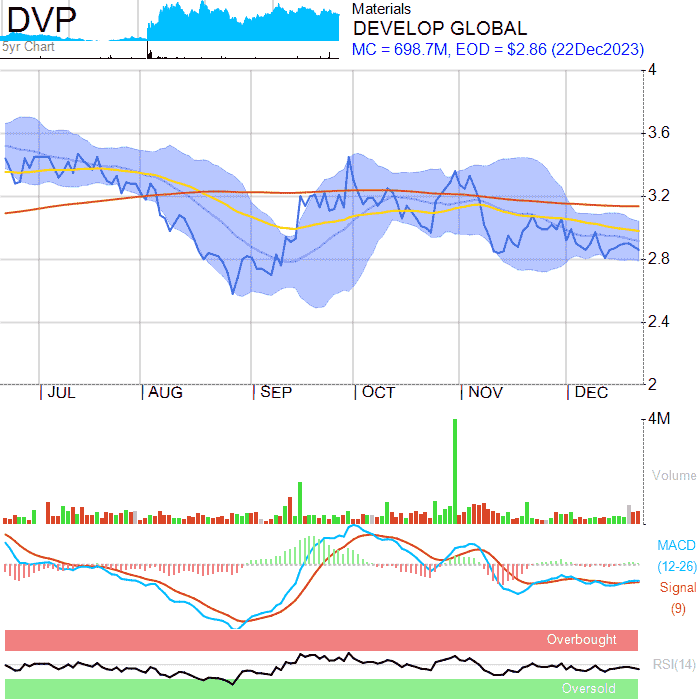 DVP
5yr Chart
Materials
DEVELOP GLOBAL
MC = 698.7M, EOD = $2.86 (22Dec2023)
4
3.6
3.2
2.8
2.4
2
JUL AUG SEP OCT NOV DEC
4M
Volume
MACD
(12-26)
Signal
(9)
Overbought
RSI(14)
Oversold